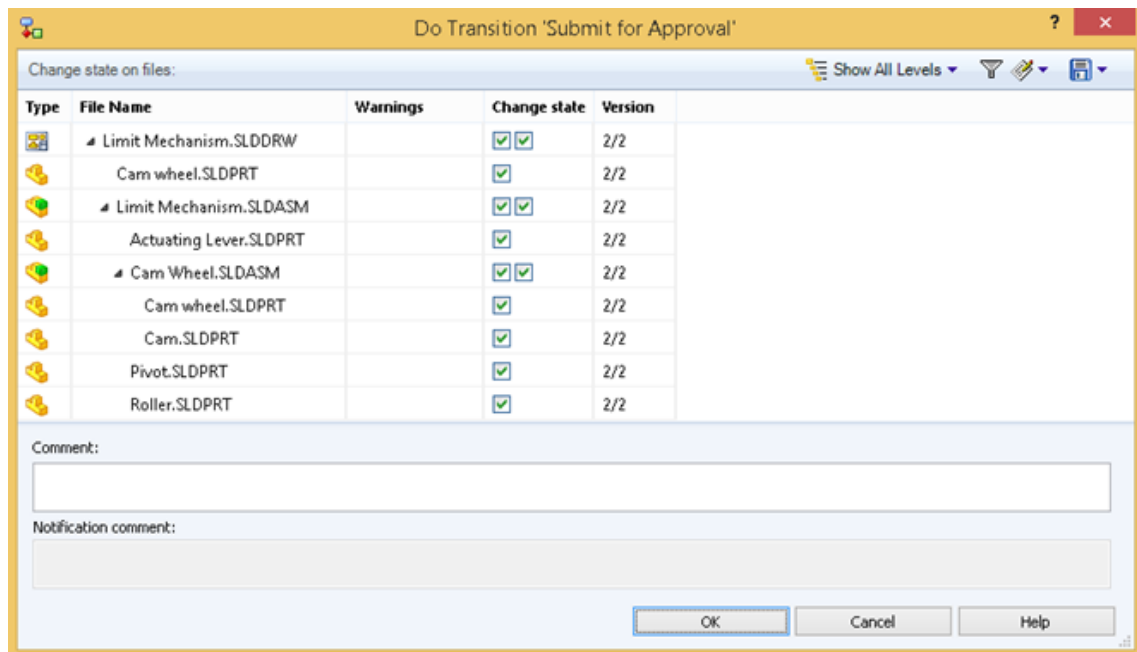 Do Transition 'Submit for Approval'
?
Change state on files:
Show All Levels
Type File Name Warnings Change state Version
Limit Mechanism.SLDDRW 2/2
Cam wheel.SLDPRT 2/2
Limit Mechanism.SLDASM 2/2
Actuating Lever.SLDPRT 2/2
Cam Wheel.SLDASM 2/2
Cam wheel.SLDPRT 2/2
Cam.SLDPRT 2/2
Pivot.SLDPRT 2/2
Roller.SLDPRT 2/2
Comment:
Notification comment:
OK Cancel Help